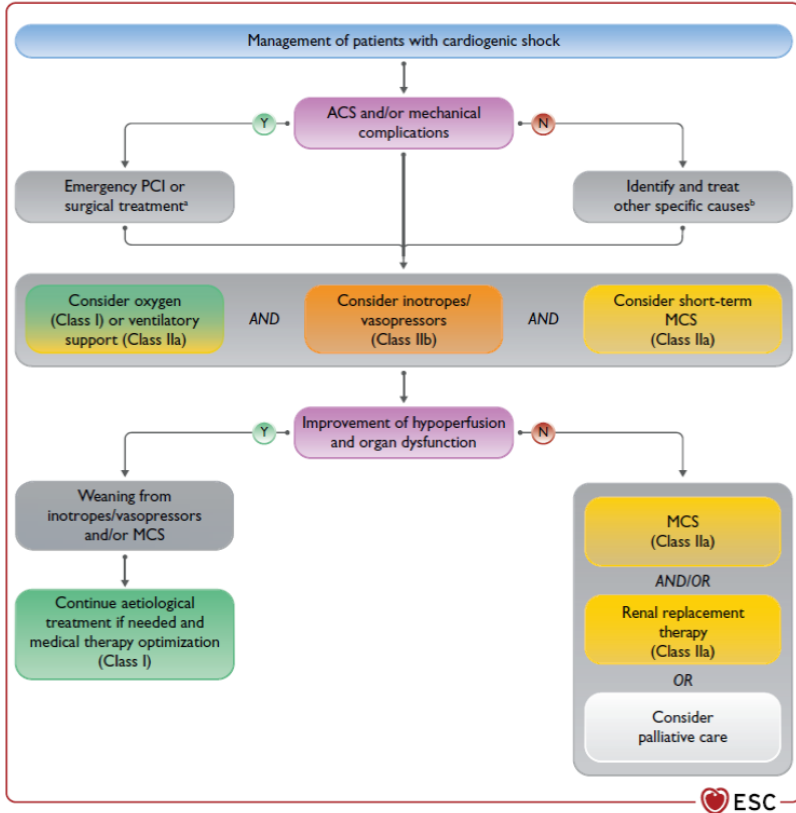 Management of patients with cardiogenic shock
ACS and/or mechanical
complications
Y
N
Emergency PCI or
surgical treatmentᵃ
Identify and treat
other specific causesᵇ
Consider oxygen
(Class I) or ventilatory
support (Class IIa)
AND
Consider inotropes/
vasopressors
(Class IIb)
AND
Consider short-term
MCS
(Class IIa)
Improvement of hypoperfusion
and organ dysfunction
Y
N
Weaning from
inotropes/vasopressors
and/or MCS
Continue aetiological
treatment if needed and
medical therapy optimization
(Class I)
MCS
(Class IIa)
AND/OR
Renal replacement
therapy
(Class IIa)
OR
Consider
palliative care
ESC